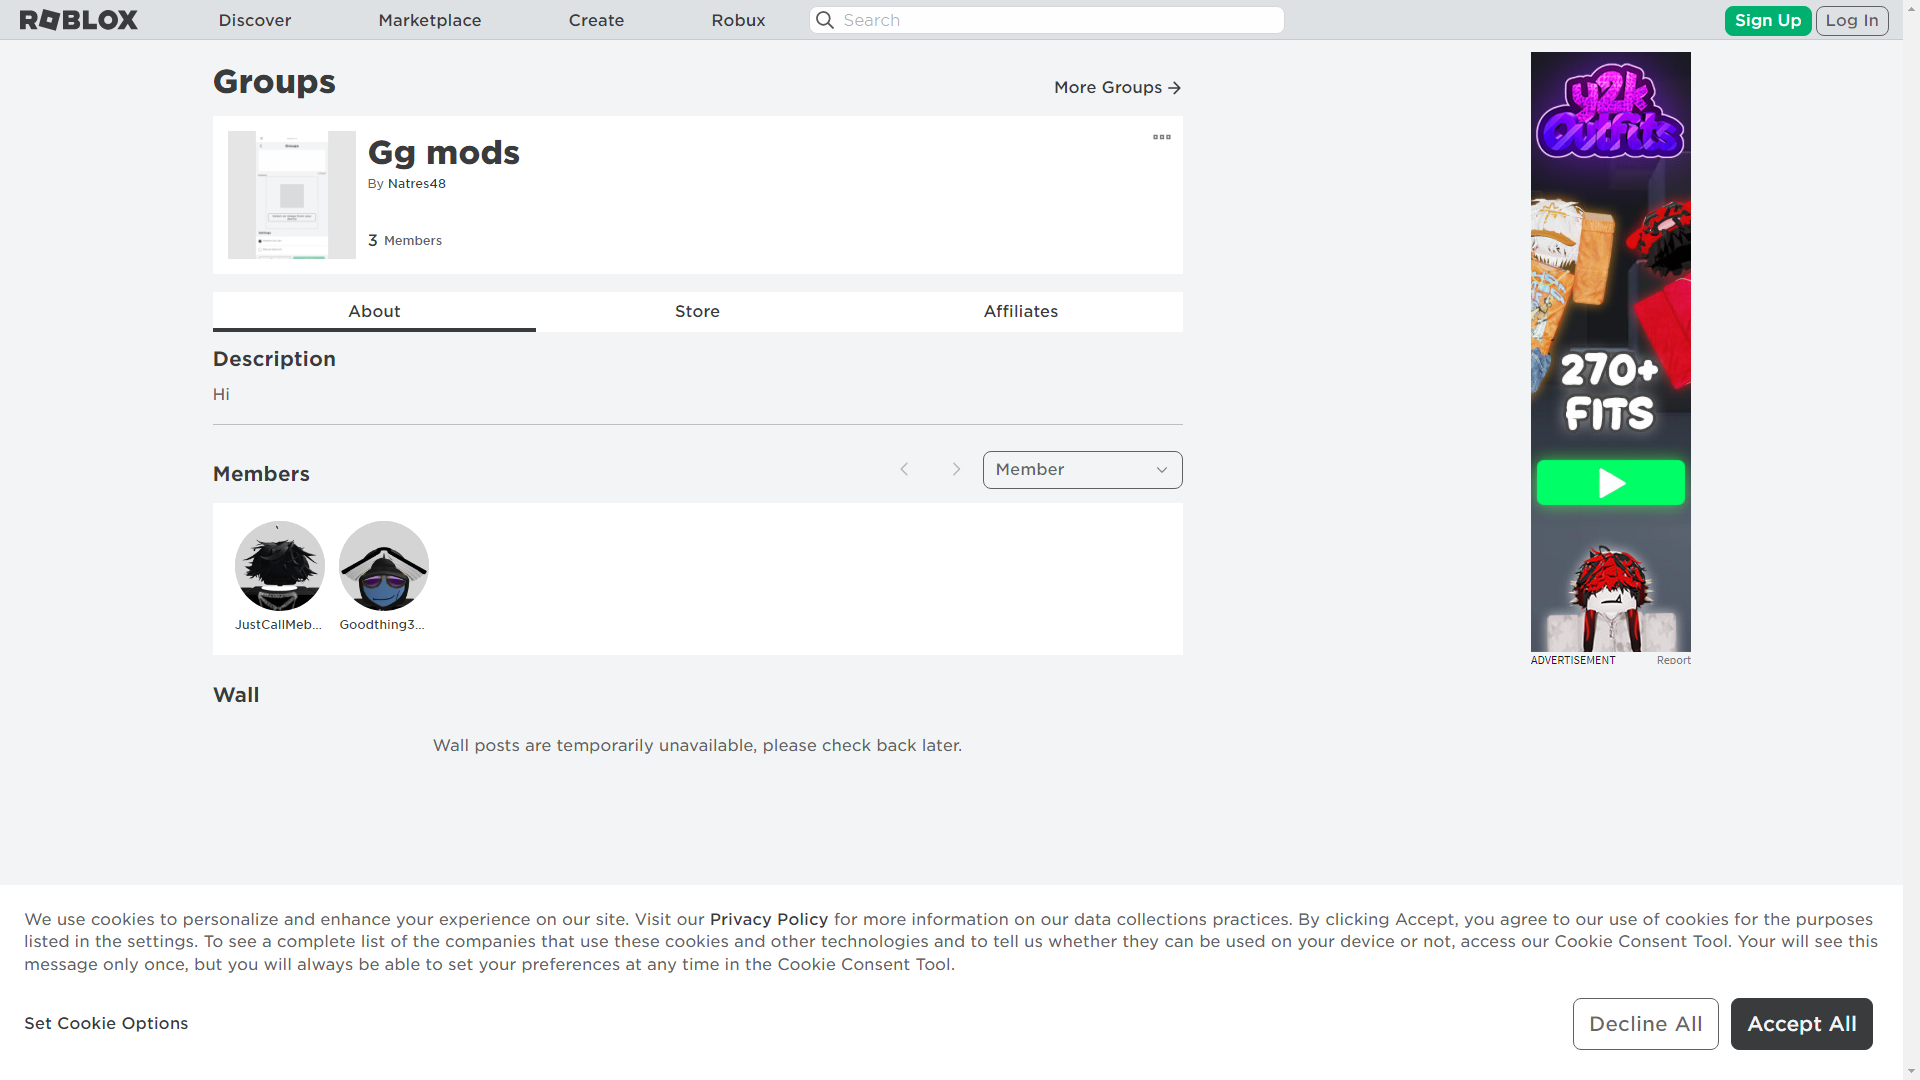 ROBLOX
Discover
Marketplace
Create
Robux
Search
Sign Up
Log In
Groups
More Groups
Gg mods
By Natres48
3 Members
About
Store
Affiliates
Description
Hi
Members
Member
JustCallMeb...
Goodthing3...
Wall
Wall posts are temporarily unavailable, please check back later.
y2k
Outfits
270+
FITS
ADVERTISEMENT
Report
We use cookies to personalize and enhance your experience on our site. Visit our Privacy Policy for more information on our data collections practices. By clicking Accept, you agree to our use of cookies for the purposes
listed in the settings. To see a complete list of the companies that use these cookies and other technologies and to tell us whether they can be used on your device or not, access our Cookie Consent Tool. Your will see this
message only once, but you will always be able to set your preferences at any time in the Cookie Consent Tool.
Set Cookie Options
Decline All
Accept All